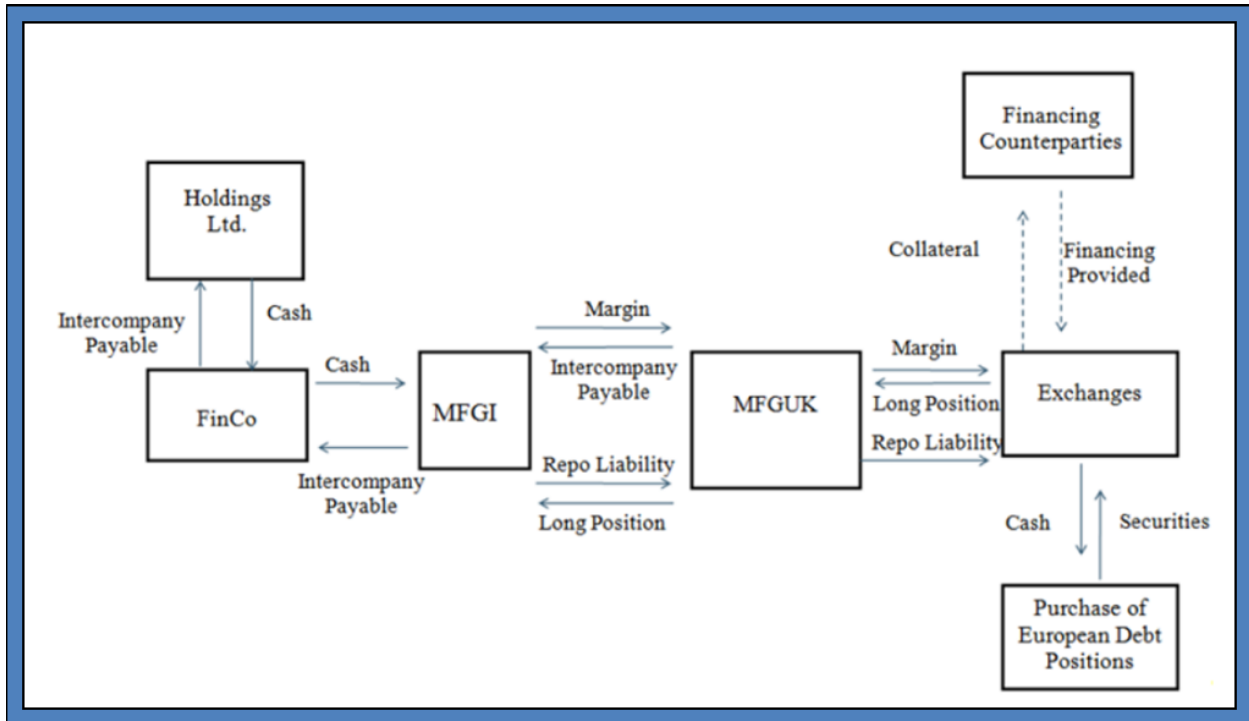 Financing
Counterparties
Holdings
Ltd.
Collateral
Financing
Provided
Intercompany
Payable
Cash
Margin
Cash
Intercompany
Payable
Margin
Long Position
FinCo
MFGI
MFGUK
Exchanges
Repo Liability
Repo Liability
Intercompany
Payable
Long Position
Cash
Securities
Purchase of
European Debt
Positions